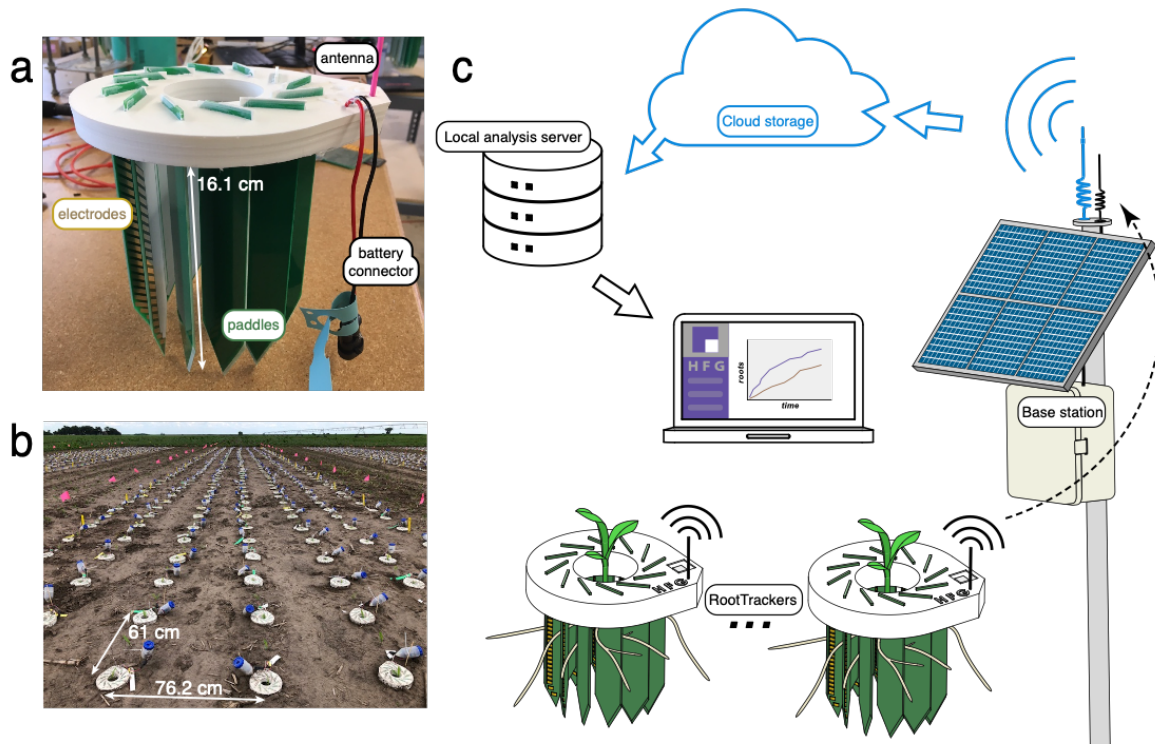 a
antenna
16.1 cm
electrodes
battery
connector
paddles
b
61 cm
76.2 cm
c
Cloud storage
Local analysis server
HFG
roots
time
Base station
HFG
RootTrackers
HFG